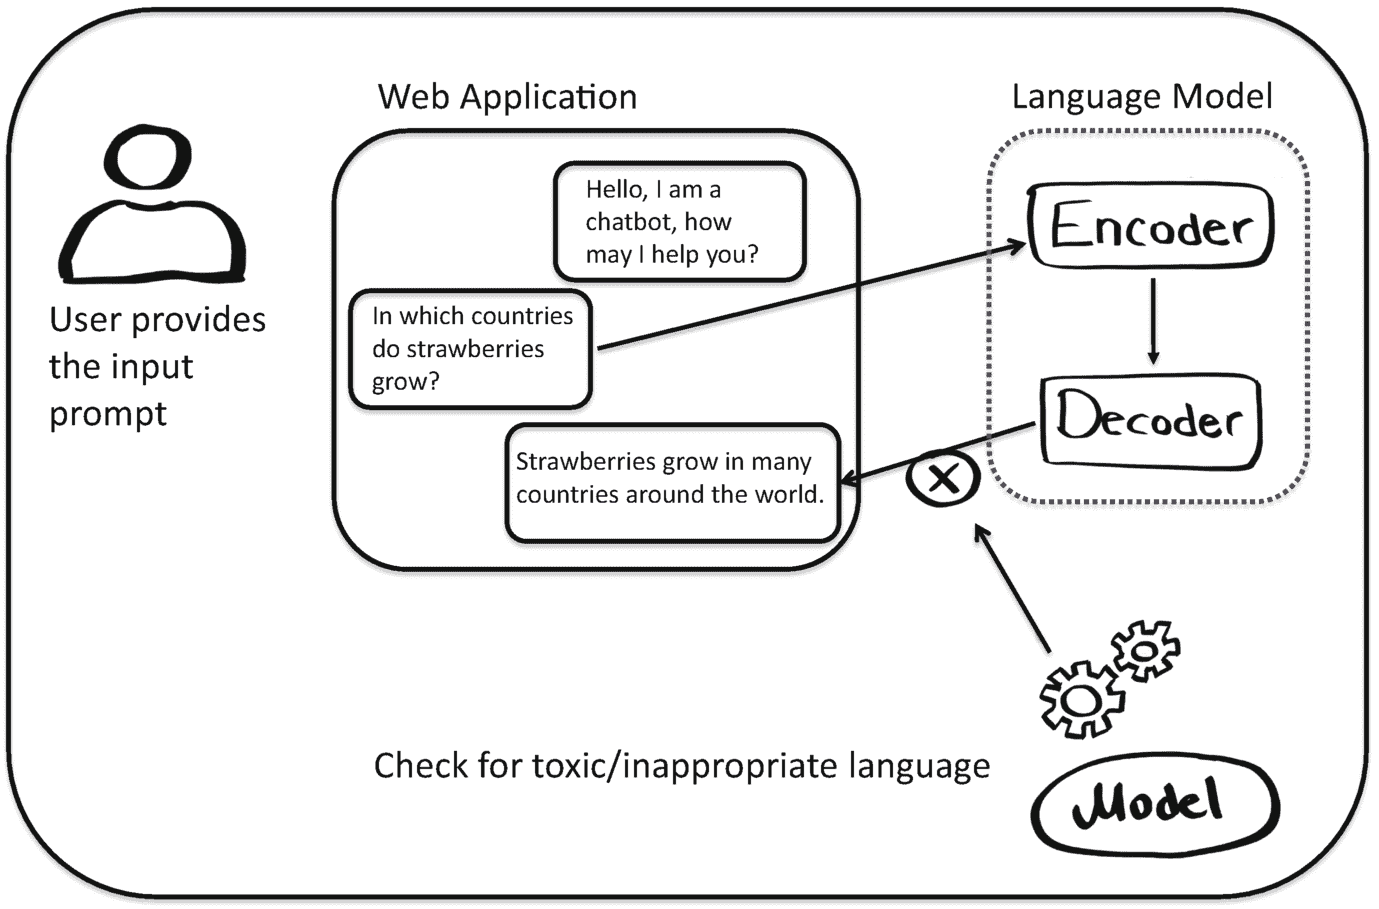 Web Application
Language Model
Hello, I am a
chatbot, how
may I help you?
Encoder
User provides
the input
prompt
In which countries
do strawberries
grow?
Decoder
Strawberries grow in many
countries around the world.
Check for toxic/inappropriate language
Model